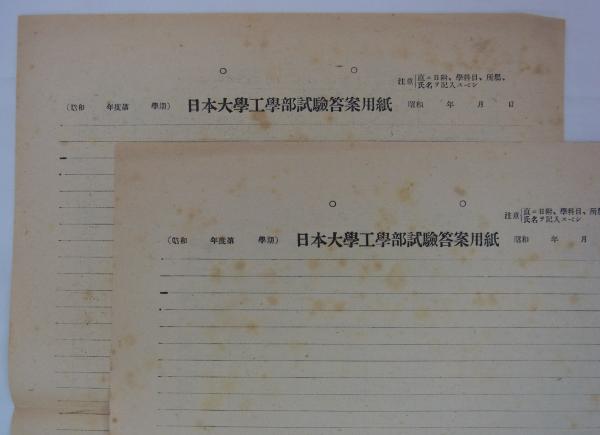 注意 直ニ日附、學科目、所屬、
氏名ヲ記入スベシ
(昭和 年度第 學期) 日本大學工學部試驗答案用紙 昭和 年 月 日
注意 直ニ日附、學科目、所屬
氏名ヲ記入スベシ
(昭和 年度第 學期) 日本大學工學部試驗答案用紙 昭和 年 月